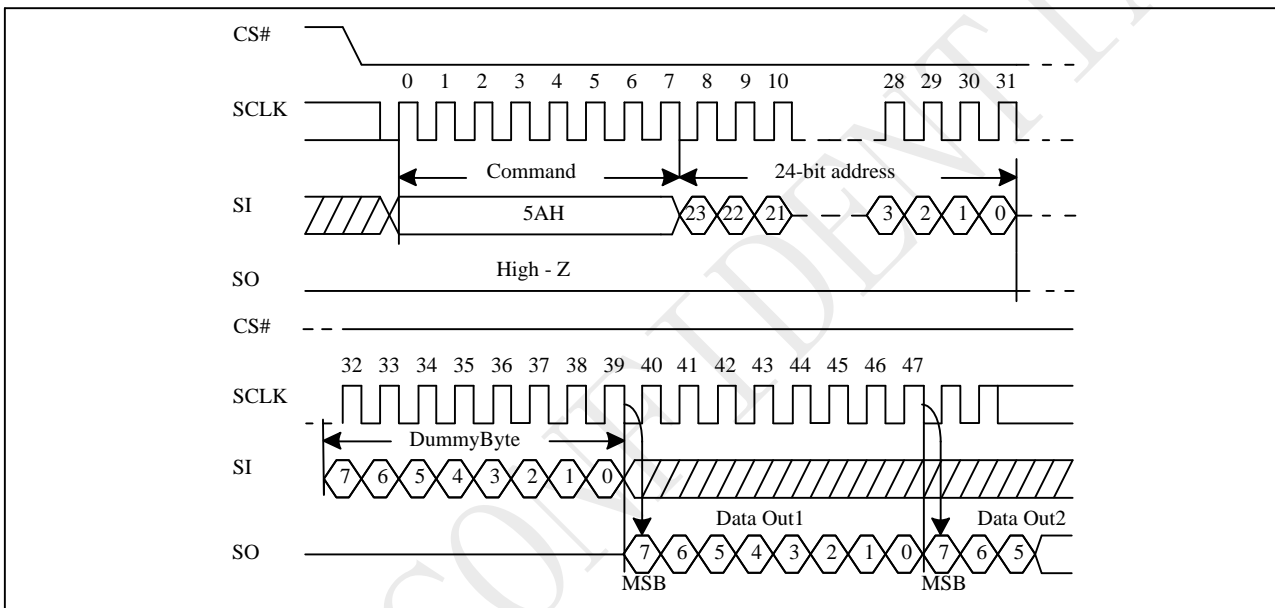 CS#
0 1 2 3 4 5 6 7 8 9 10 28 29 30 31
SCLK
Command 24-bit address
SI 5AH 23 22 21 3 2 1 0
High - Z
SO
CS#
32 33 34 35 36 37 38 39 40 41 42 43 44 45 46 47
SCLK
DummyByte
SI 7 6 5 4 3 2 1 0
Data Out1 Data Out2
SO 7 6 5 4 3 2 1 0 7 6 5
MSB MSB
CONFIDENTIA